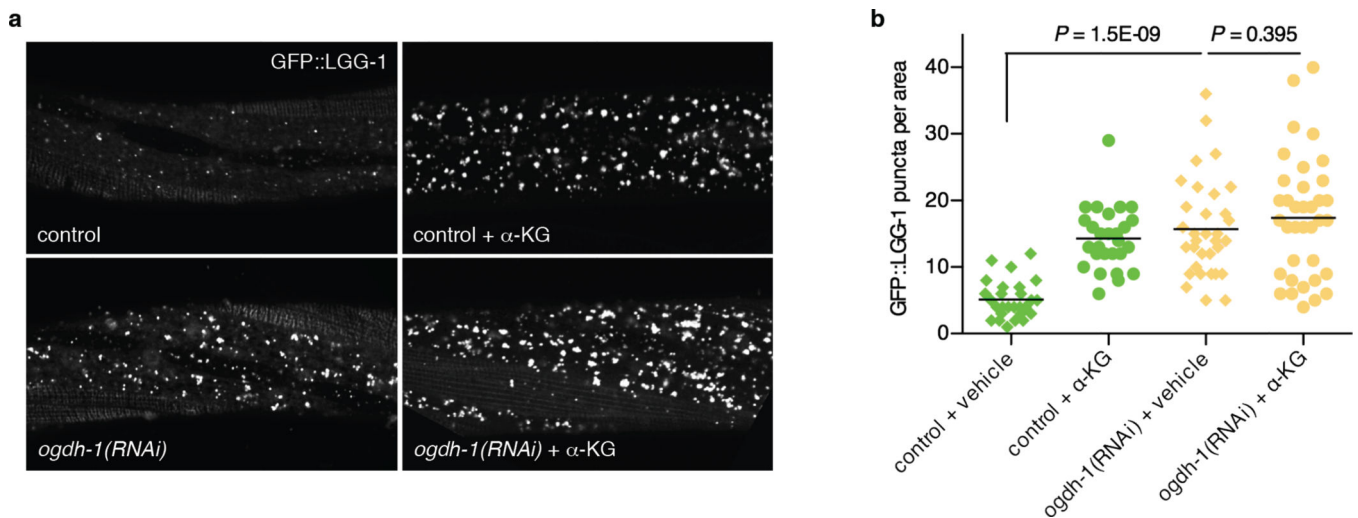 a
GFP::LGG-1
control
control + α-KG
ogdh-1(RNAi)
ogdh-1(RNAi) + α-KG
b
P = 1.5E-09
P = 0.395
GFP::LGG-1 puncta per area
40
30
20
10
0
control + vehicle
control + α-KG
ogdh-1(RNAi) + vehicle
ogdh-1(RNAi) + α-KG